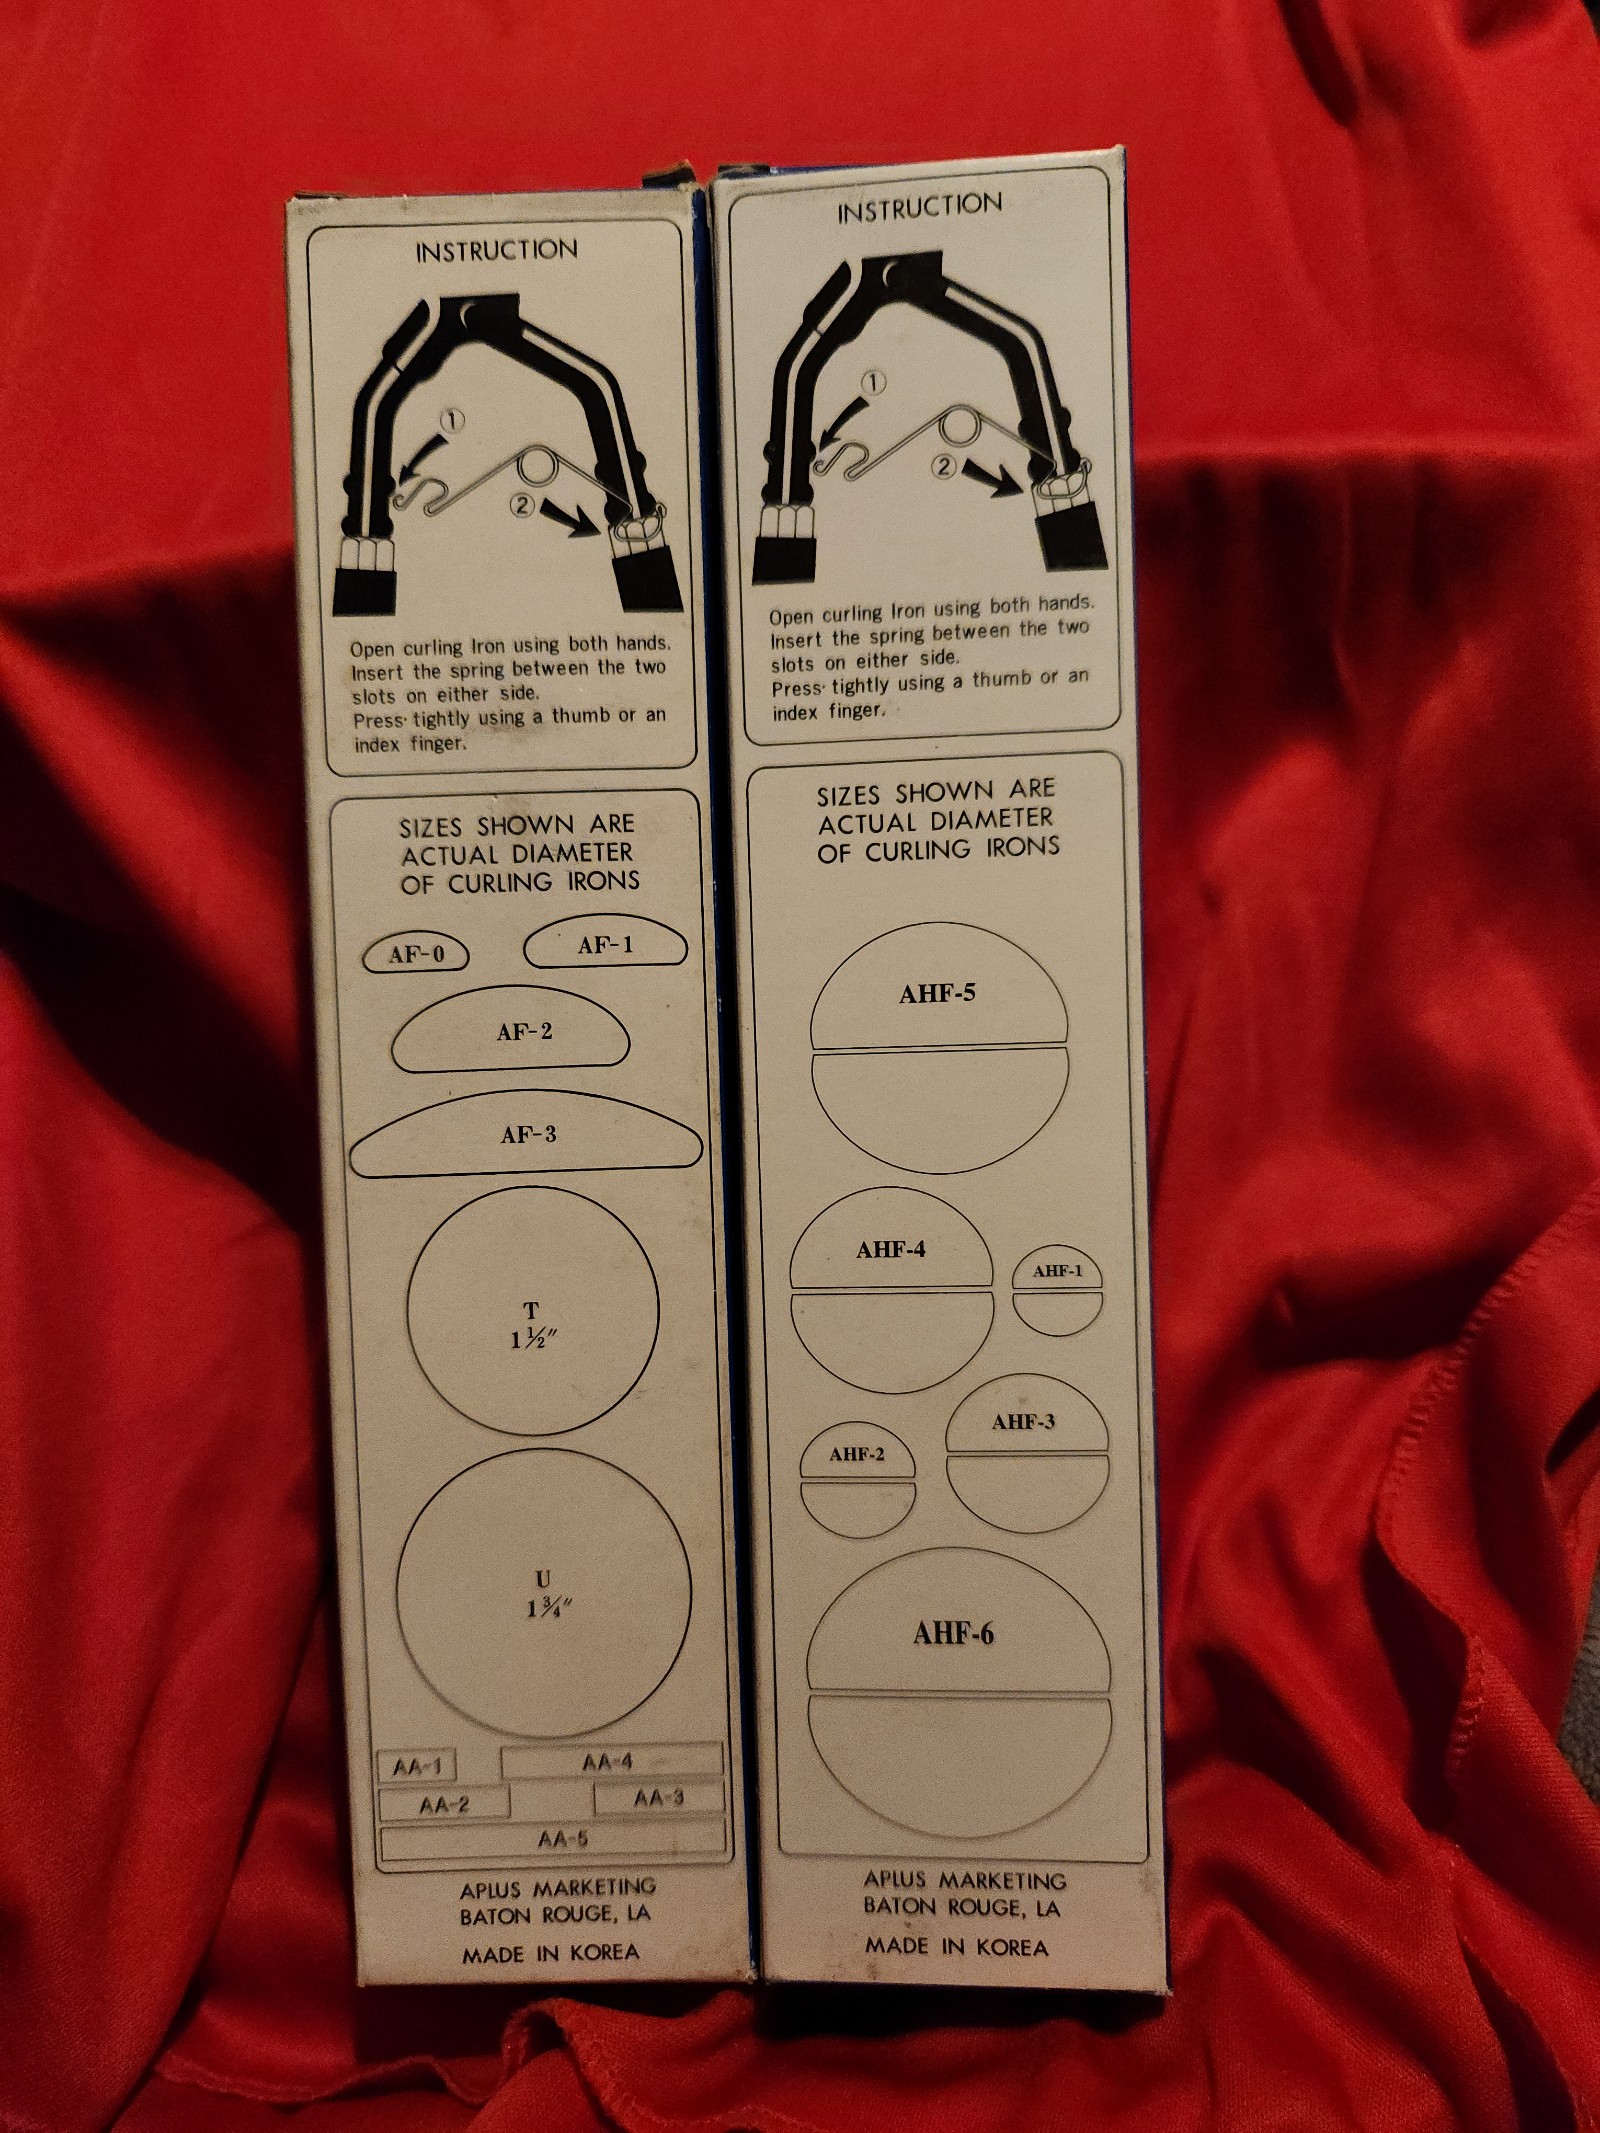 INSTRUCTION
1
2
Open curling Iron using both hands.
Insert the spring between the two
slots on either side.
Press tightly using a thumb or an
index finger.
SIZES SHOWN ARE
ACTUAL DIAMETER
OF CURLING IRONS
AF-0
AF-1
AF-2
AF-3
T
1½"
U
1¾"
AA-1
AA-4
AA-2
AA-3
AA-5
APLUS MARKETING
BATON ROUGE, LA
MADE IN KOREA
INSTRUCTION
1
2
Open curling Iron using both hands.
Insert the spring between the two
slots on either side.
Press tightly using a thumb or an
index finger.
SIZES SHOWN ARE
ACTUAL DIAMETER
OF CURLING IRONS
AHF-5
AHF-4
AHF-1
AHF-3
AHF-2
AHF-6
APLUS MARKETING
BATON ROUGE, LA
MADE IN KOREA